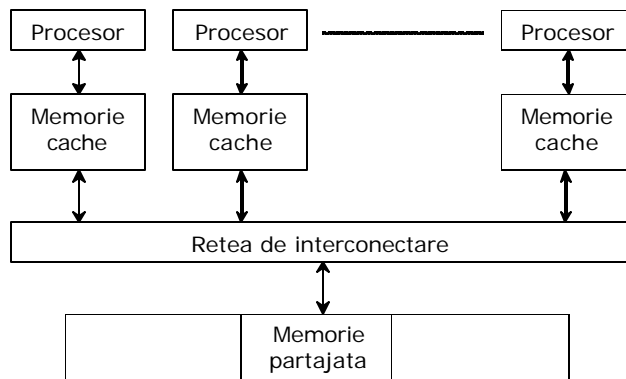 Procesor
Procesor
Procesor
Memorie
cache
Memorie
cache
Memorie
cache
Retea de interconectare
Memorie
partajata